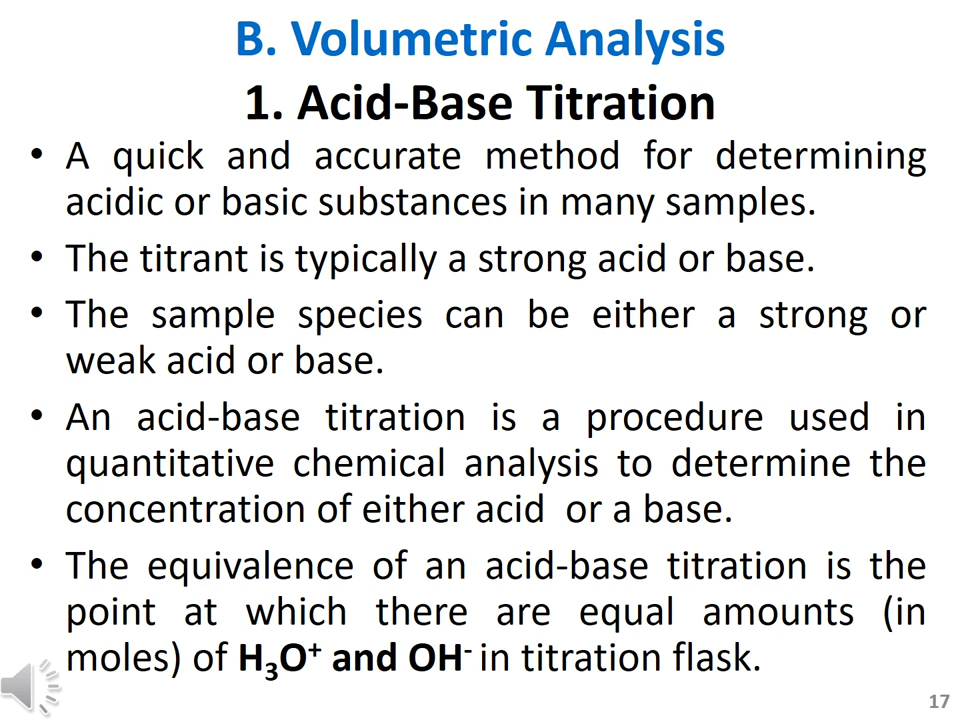 B. Volumetric Analysis
1. Acid-Base Titration
• A quick and accurate method for determining
acidic or basic substances in many samples.
• The titrant is typically a strong acid or base.
• The sample species can be either a strong or
weak acid or base.
• An acid-base titration is a procedure used in
quantitative chemical analysis to determine the
concentration of either acid  or a base.
• The equivalence of an acid-base titration is the
point at which there are equal amounts (in
moles) of H₃O⁺ and OH⁻ in titration flask.
17